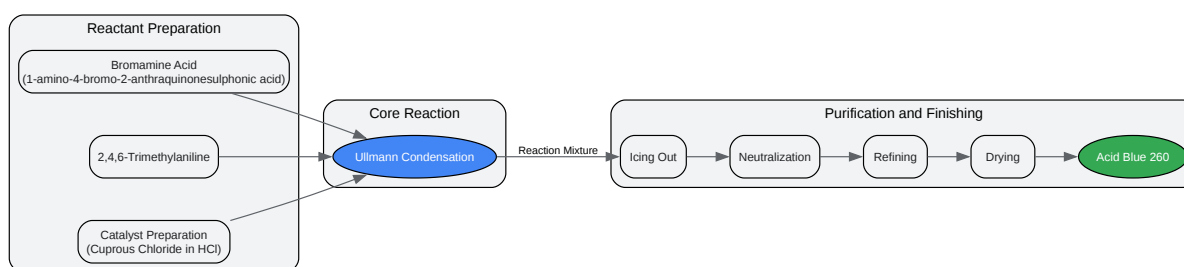 Reactant Preparation
Bromamine Acid
(1-amino-4-bromo-2-anthraquinonesulphonic acid)
2,4,6-Trimethylaniline
Catalyst Preparation
(Cuprous Chloride in HCl)
Core Reaction
Ullmann Condensation
Reaction Mixture
Purification and Finishing
Icing Out
Neutralization
Refining
Drying
Acid Blue 260